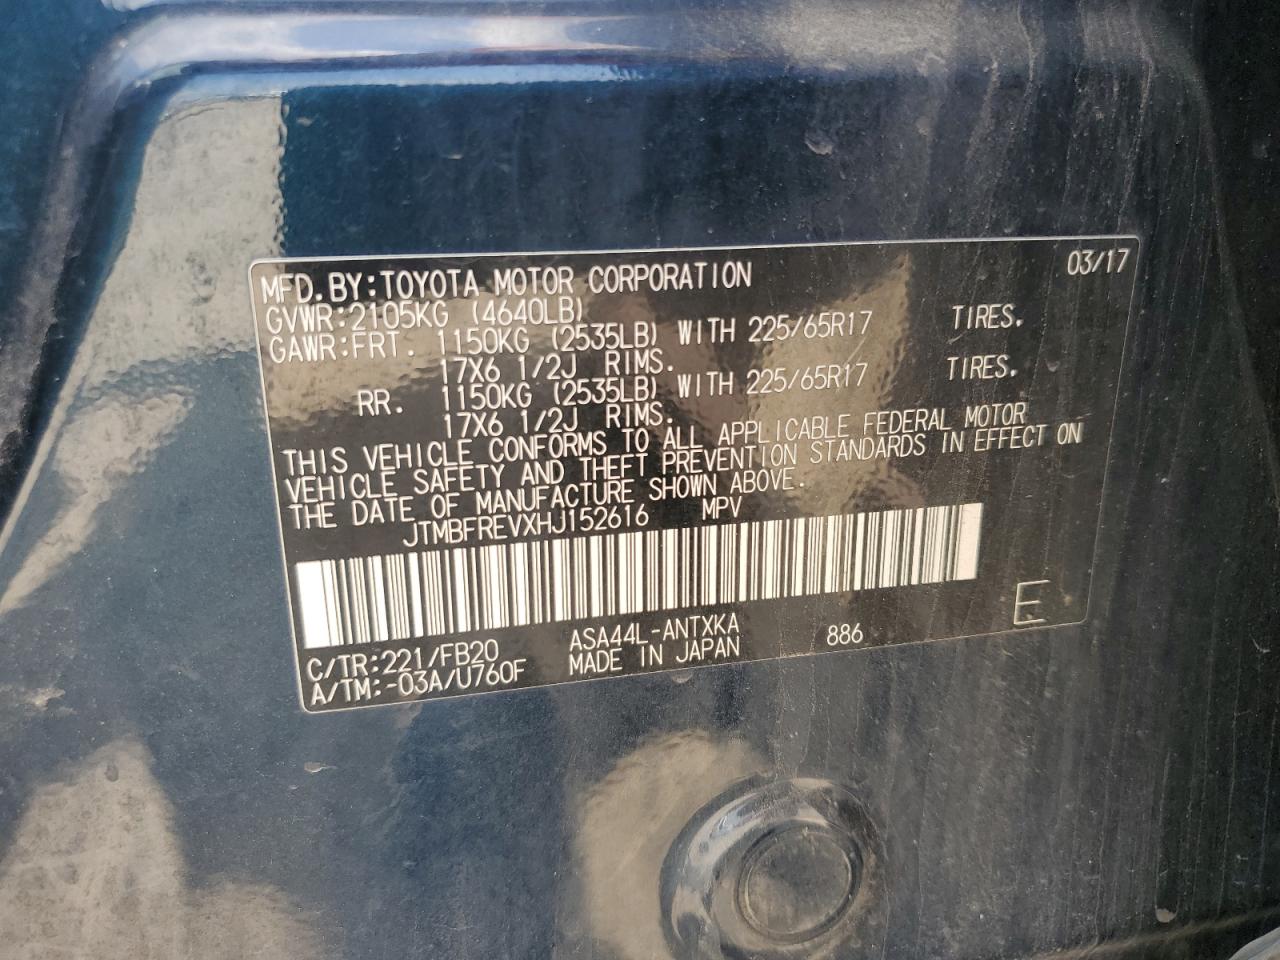 MFD.BY:TOYOTA MOTOR CORPORATION 03/17
GVWR:2105KG (4640LB)
GAWR:FRT. 1150KG (2535LB) WITH 225/65R17 TIRES.
17X6 1/2J RIMS.
RR. 1150KG (2535LB) WITH 225/65R17 TIRES.
17X6 1/2J RIMS.
THIS VEHICLE CONFORMS TO ALL APPLICABLE FEDERAL MOTOR
VEHICLE SAFETY AND THEFT PREVENTION STANDARDS IN EFFECT ON
THE DATE OF MANUFACTURE SHOWN ABOVE.
JTMBFREVXHJ152616 MPV
C/TR:221/FB20 ASA44L-ANTXKA 886 E
A/TM:-03A/U760F MADE IN JAPAN